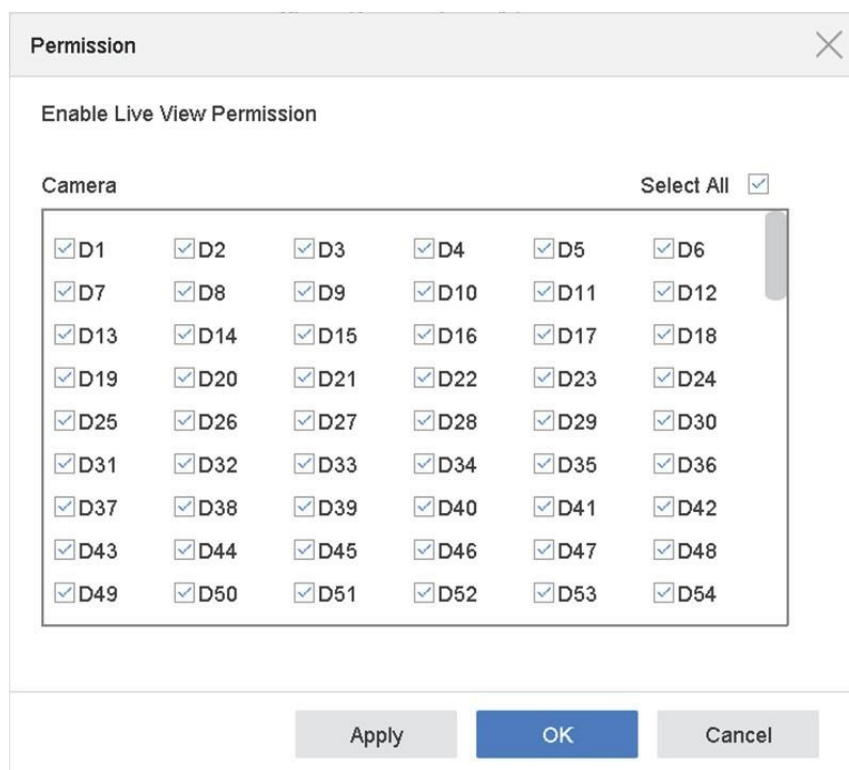 Permission
Enable Live View Permission
Camera Select All
D1 D2 D3 D4 D5 D6
D7 D8 D9 D10 D11 D12
D13 D14 D15 D16 D17 D18
D19 D20 D21 D22 D23 D24
D25 D26 D27 D28 D29 D30
D31 D32 D33 D34 D35 D36
D37 D38 D39 D40 D41 D42
D43 D44 D45 D46 D47 D48
D49 D50 D51 D52 D53 D54
Apply OK Cancel